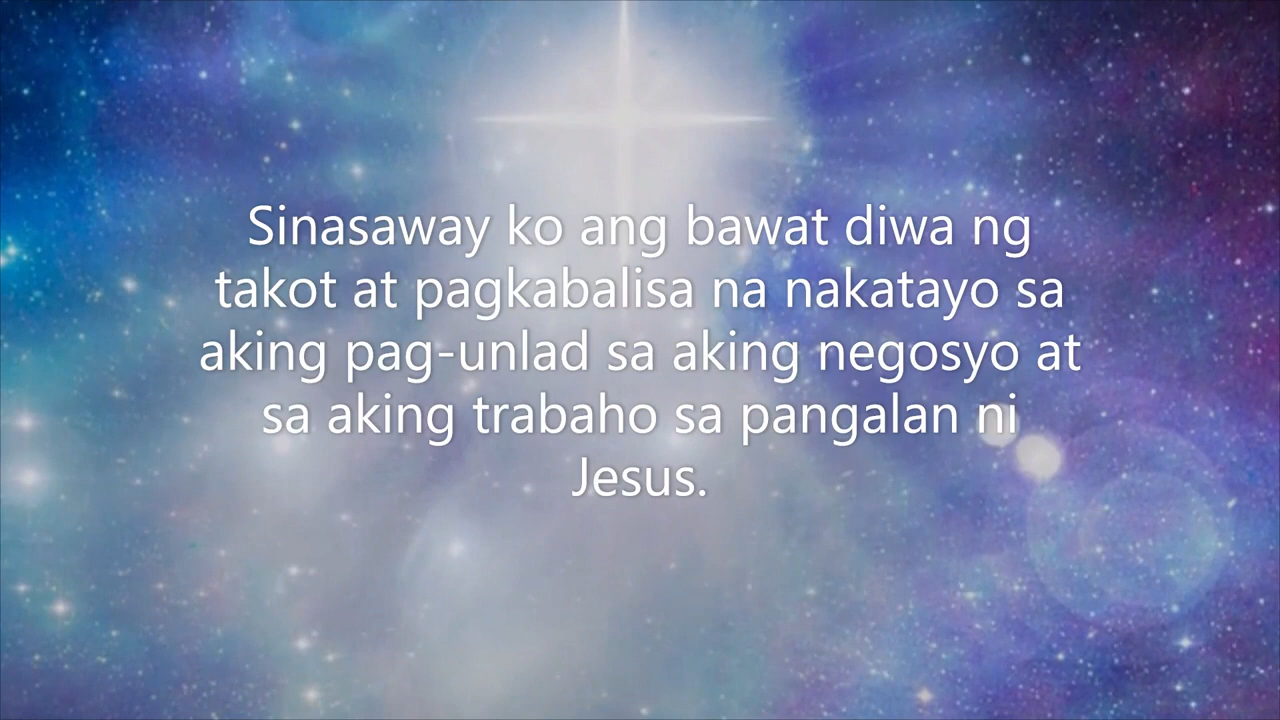 Sinasaway ko ang bawat diwa ng
takot at pagkabalisa na nakatayo sa
aking pag-unlad sa aking negosyo at
sa aking trabaho sa pangalan ni
Jesus.